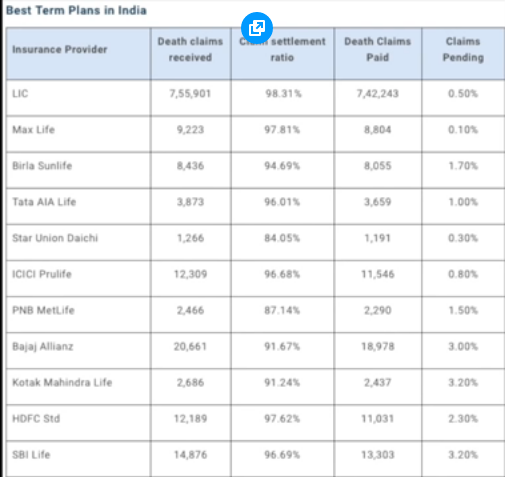 Best Term Plans in India
Insurance Provider
Death claims
received
settlement
ratio
Death Claims
Paid
Claims
Pending
LIC 7,55,901 98.31% 7,42,243 0.50%
Max Life 9,223 97.81% 8,804 0.10%
Birla Sunlife 8,436 94.69% 8,055 1.70%
Tata AIA Life 3,873 96.01% 3,659 1.00%
Star Union Daichi 1,266 84.05% 1,191 0.30%
ICICI Prulife 12,309 96.68% 11,546 0.80%
PNB MetLife 2,466 87.14% 2,290 1.50%
Bajaj Allianz 20,661 91.67% 18,978 3.00%
Kotak Mahindra Life 2,686 91.24% 2,437 3.20%
HDFC Std 12,189 97.62% 11,031 2.30%
SBI Life 14,876 96.69% 13,303 3.20%